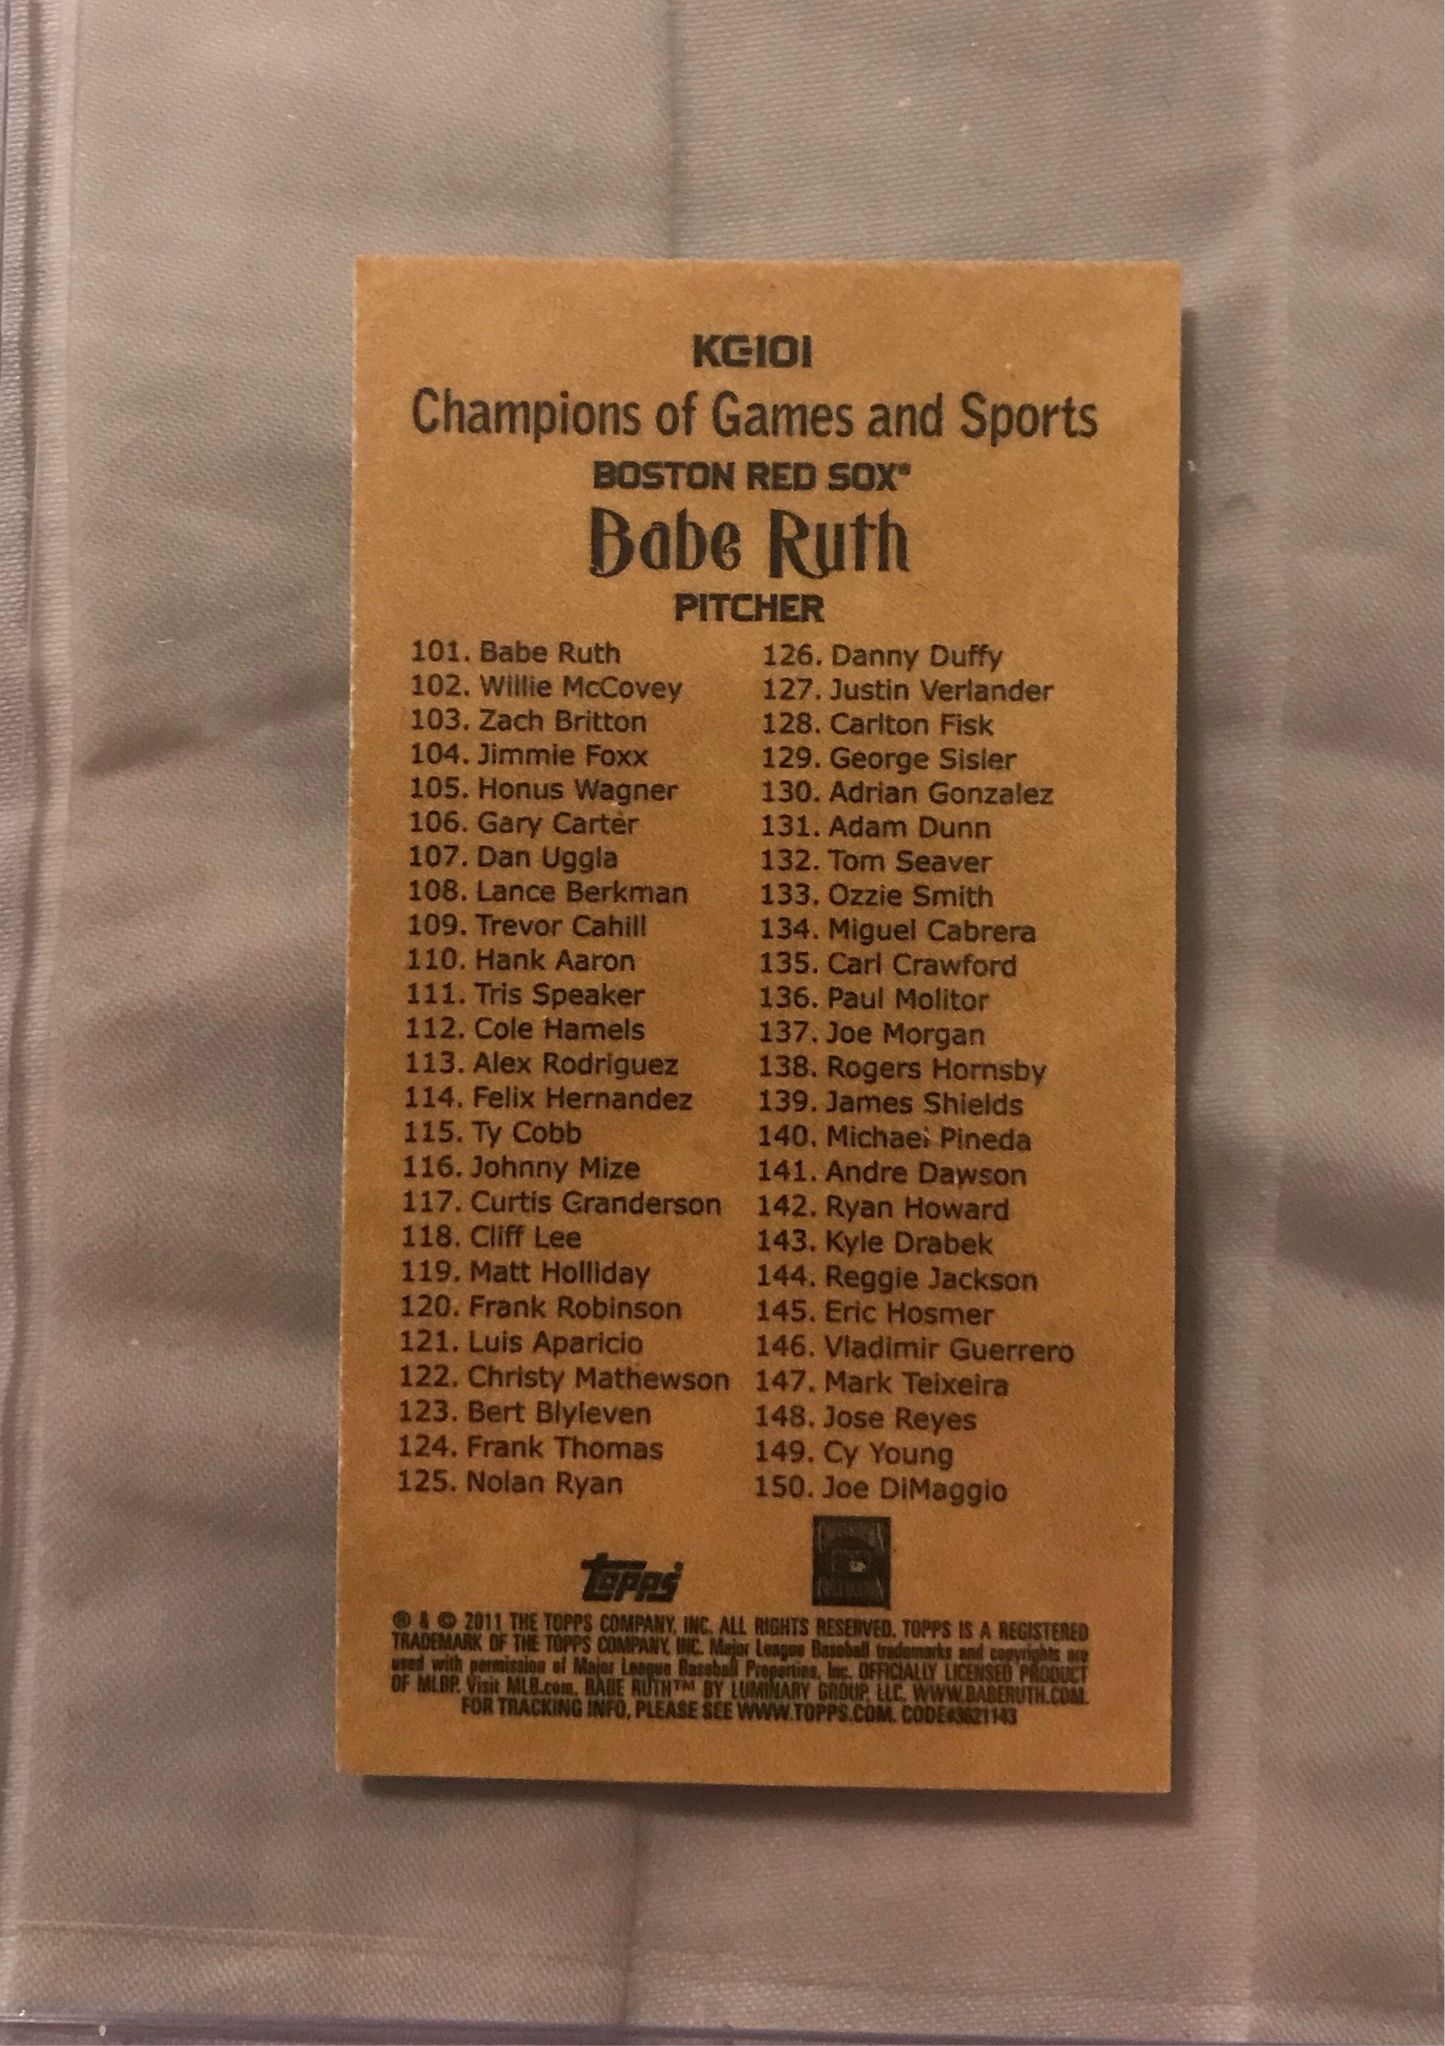 KC-101
Champions of Games and Sports
BOSTON RED SOX®
Babe Ruth
PITCHER
101. Babe Ruth
102. Willie McCovey
103. Zach Britton
104. Jimmie Foxx
105. Honus Wagner
106. Gary Carter
107. Dan Uggla
108. Lance Berkman
109. Trevor Cahill
110. Hank Aaron
111. Tris Speaker
112. Cole Hamels
113. Alex Rodriguez
114. Felix Hernandez
115. Ty Cobb
116. Johnny Mize
117. Curtis Granderson
118. Cliff Lee
119. Matt Holliday
120. Frank Robinson
121. Luis Aparicio
122. Christy Mathewson
123. Bert Blyleven
124. Frank Thomas
125. Nolan Ryan
126. Danny Duffy
127. Justin Verlander
128. Carlton Fisk
129. George Sisler
130. Adrian Gonzalez
131. Adam Dunn
132. Tom Seaver
133. Ozzie Smith
134. Miguel Cabrera
135. Carl Crawford
136. Paul Molitor
137. Joe Morgan
138. Rogers Hornsby
139. James Shields
140. Michael Pineda
141. Andre Dawson
142. Ryan Howard
143. Kyle Drabek
144. Reggie Jackson
145. Eric Hosmer
146. Vladimir Guerrero
147. Mark Teixeira
148. Jose Reyes
149. Cy Young
150. Joe DiMaggio
topps
COOPERSTOWN
COLLECTION
® & © 2011 THE TOPPS COMPANY, INC. ALL RIGHTS RESERVED. TOPPS IS A REGISTERED
TRADEMARK OF THE TOPPS COMPANY, INC. Major League Baseball trademarks and copyrights are
used with permission of Major League Baseball Properties, Inc. OFFICIALLY LICENSED PRODUCT
OF MLBP. Visit MLB.com. BABE RUTH™ BY LUMINARY GROUP, LLC. WWW.BABERUTH.COM.
FOR TRACKING INFO, PLEASE SEE WWW.TOPPS.COM. CODE#3621143